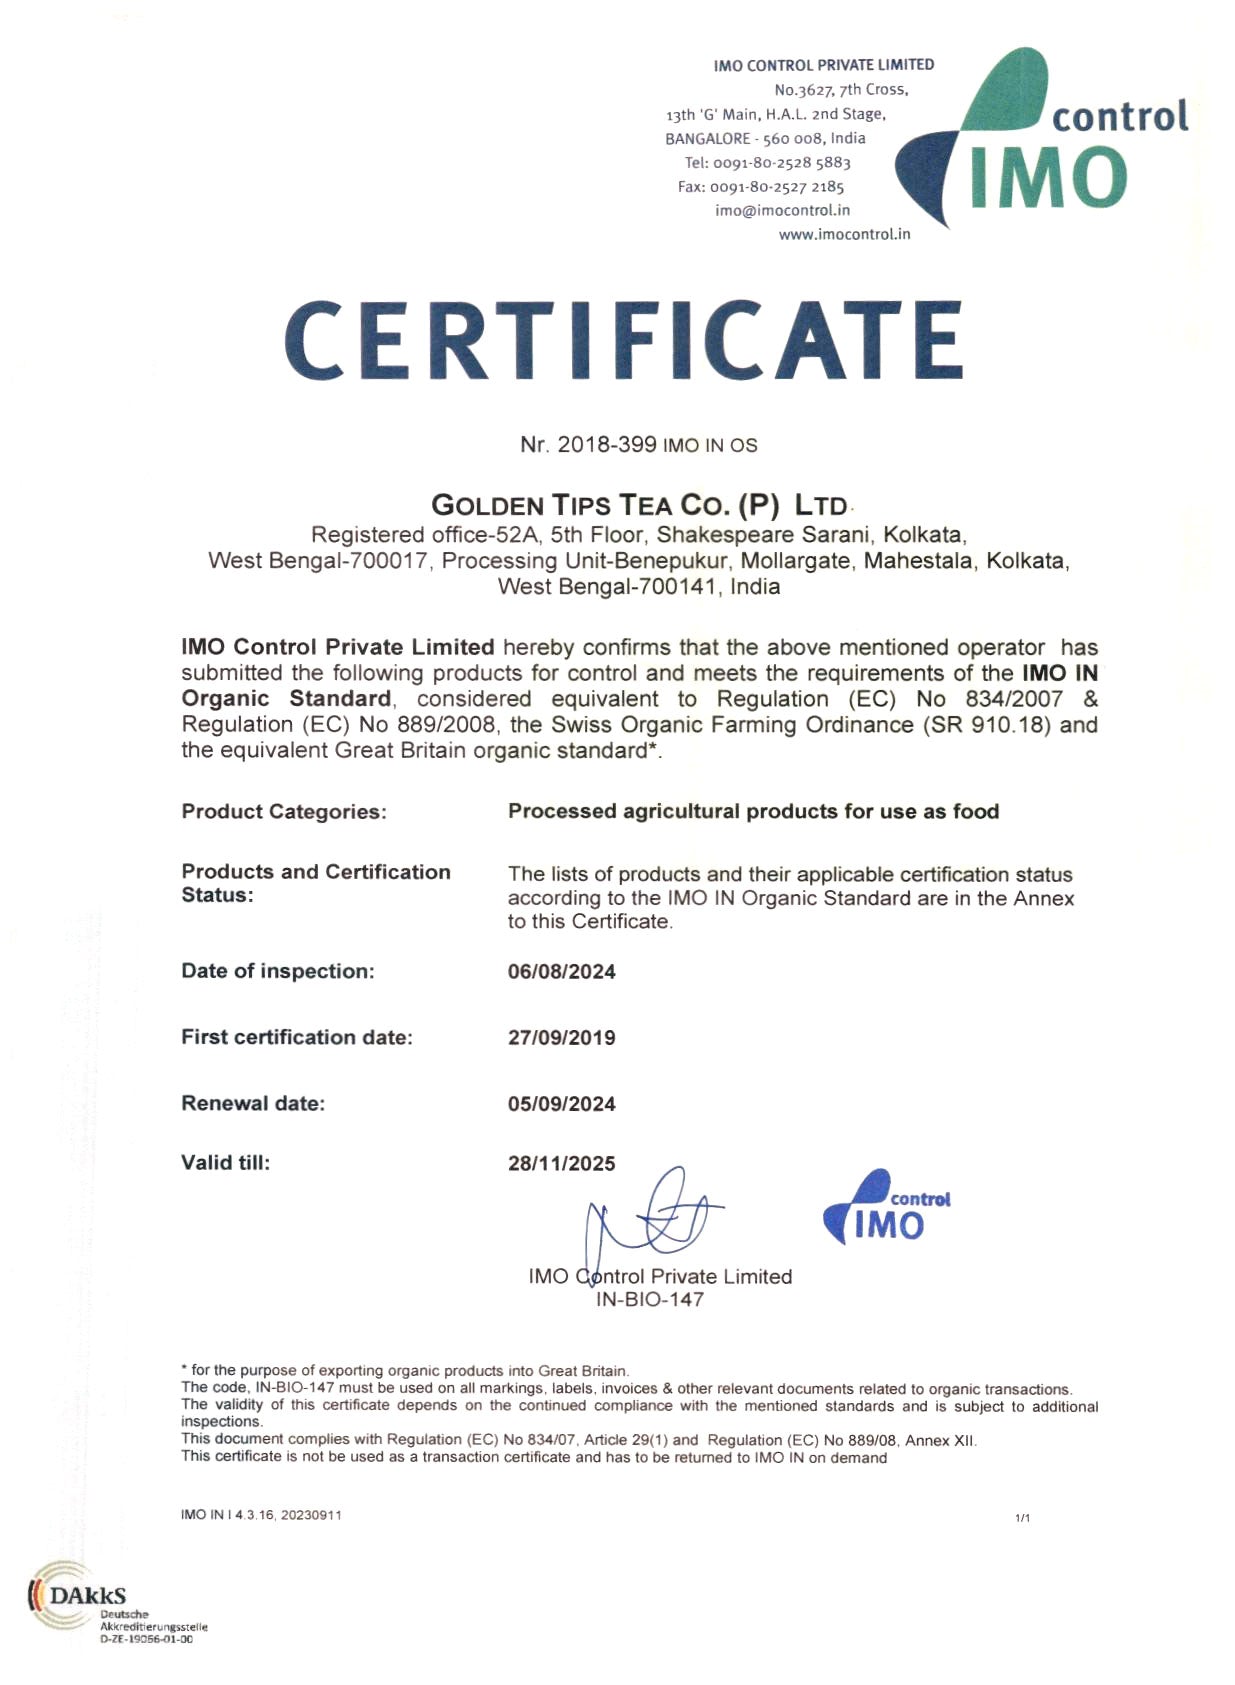 IMO CONTROL PRIVATE LIMITED
No.3627, 7th Cross,
13th 'G' Main, H.A.L. 2nd Stage,
BANGALORE - 560 008, India
Tel: 0091-80-2528 5883
Fax: 0091-80-2527 2185
imo@imocontrol.in
www.imocontrol.in
control
IMO
CERTIFICATE
Nr. 2018-399 IMO IN OS
GOLDEN TIPS TEA CO. (P) LTD
Registered office-52A, 5th Floor, Shakespeare Sarani, Kolkata,
West Bengal-700017, Processing Unit-Benepukur, Mollargate, Mahestala, Kolkata,
West Bengal-700141, India
IMO Control Private Limited hereby confirms that the above mentioned operator has
submitted the following products for control and meets the requirements of the IMO IN
Organic Standard, considered equivalent to Regulation (EC) No 834/2007 &
Regulation (EC) No 889/2008, the Swiss Organic Farming Ordinance (SR 910.18) and
the equivalent Great Britain organic standard*.
Product Categories: Processed agricultural products for use as food
Products and Certification Status: The lists of products and their applicable certification status
according to the IMO IN Organic Standard are in the Annex
to this Certificate.
Date of inspection: 06/08/2024
First certification date: 27/09/2019
Renewal date: 05/09/2024
Valid till: 28/11/2025
control
IMO
IMO Control Private Limited
IN-BIO-147
* for the purpose of exporting organic products into Great Britain.
The code, IN-BIO-147 must be used on all markings, labels, invoices & other relevant documents related to organic transactions.
The validity of this certificate depends on the continued compliance with the mentioned standards and is subject to additional
inspections.
This document complies with Regulation (EC) No 834/07, Article 29(1) and Regulation (EC) No 889/08, Annex XII.
This certificate is not be used as a transaction certificate and has to be returned to IMO IN on demand
IMO IN I 4.3.16, 20230911
1/1
DAkkS
Deutsche
Akkreditierungsstelle
D-ZE-19056-01-00